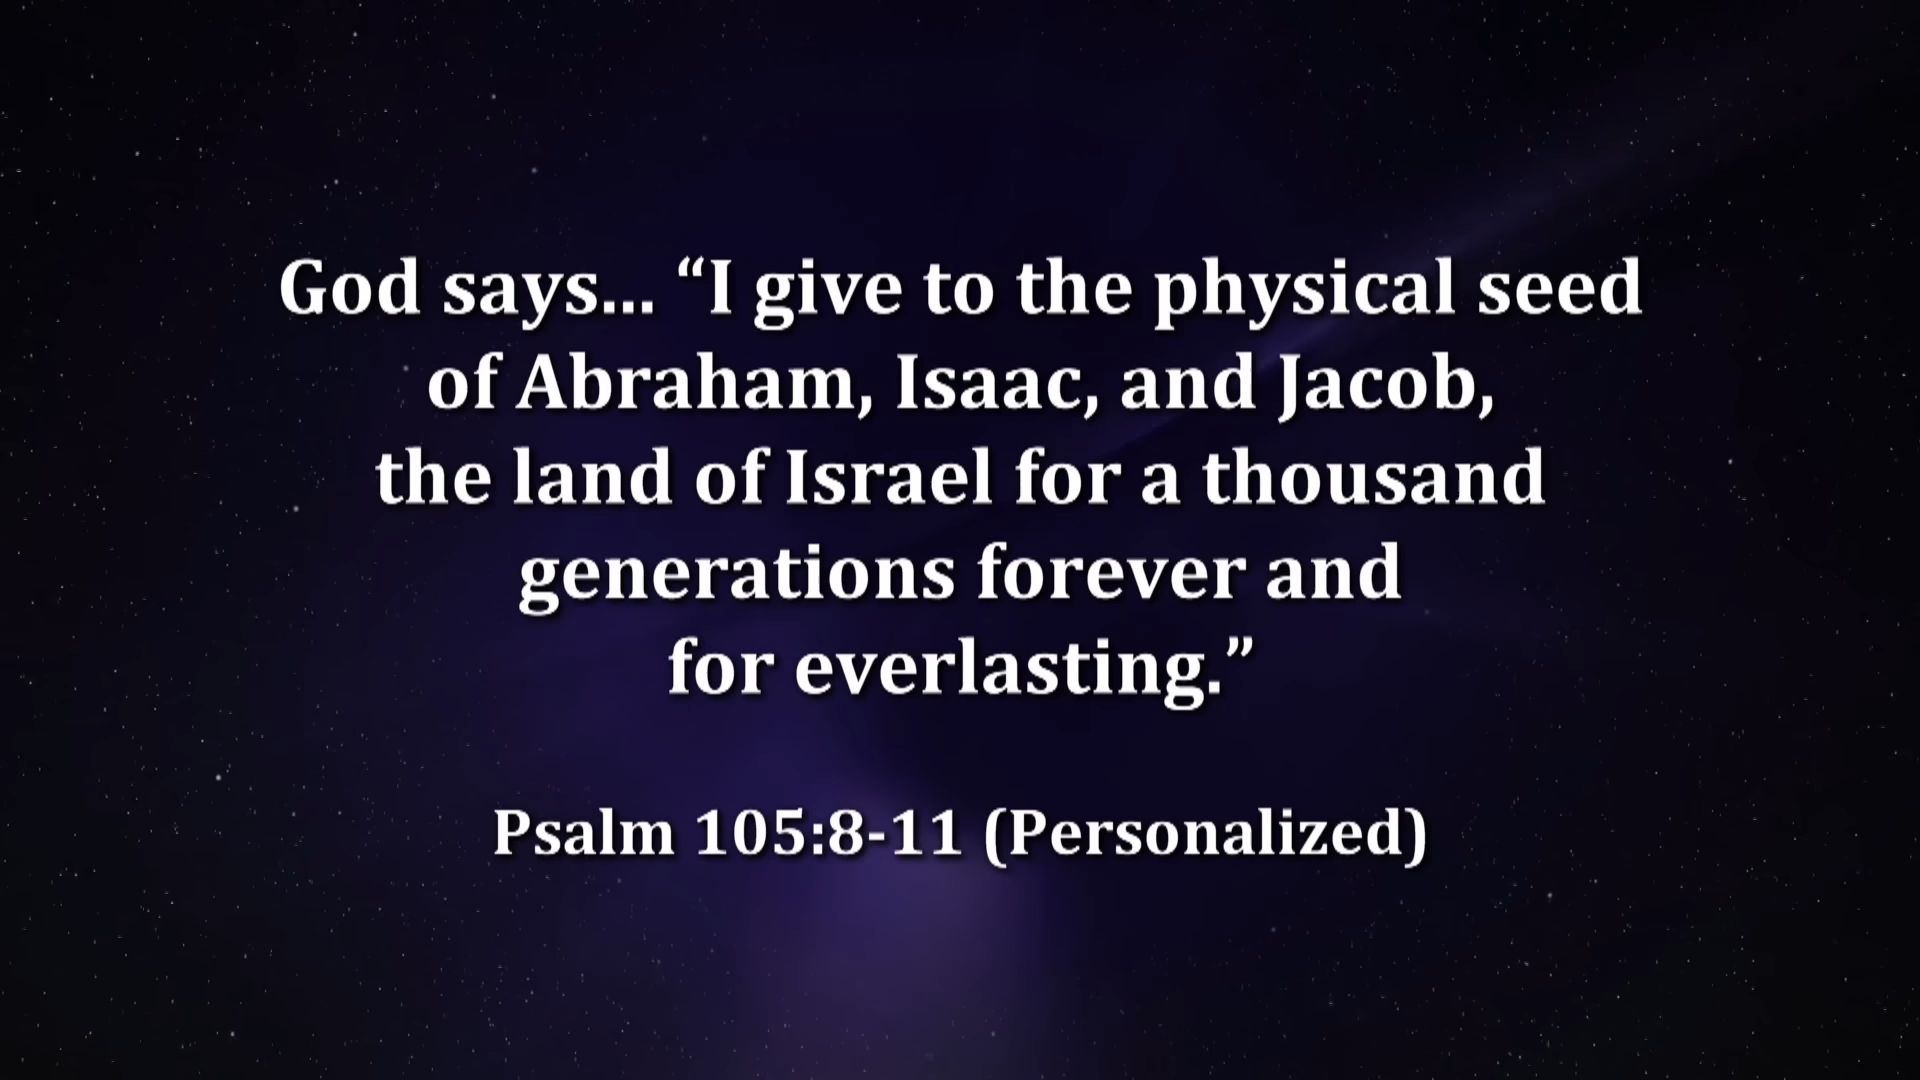 God says... “I give to the physical seed
of Abraham, Isaac, and Jacob,
the land of Israel for a thousand
generations forever and
for everlasting.”
Psalm 105:8-11 (Personalized)